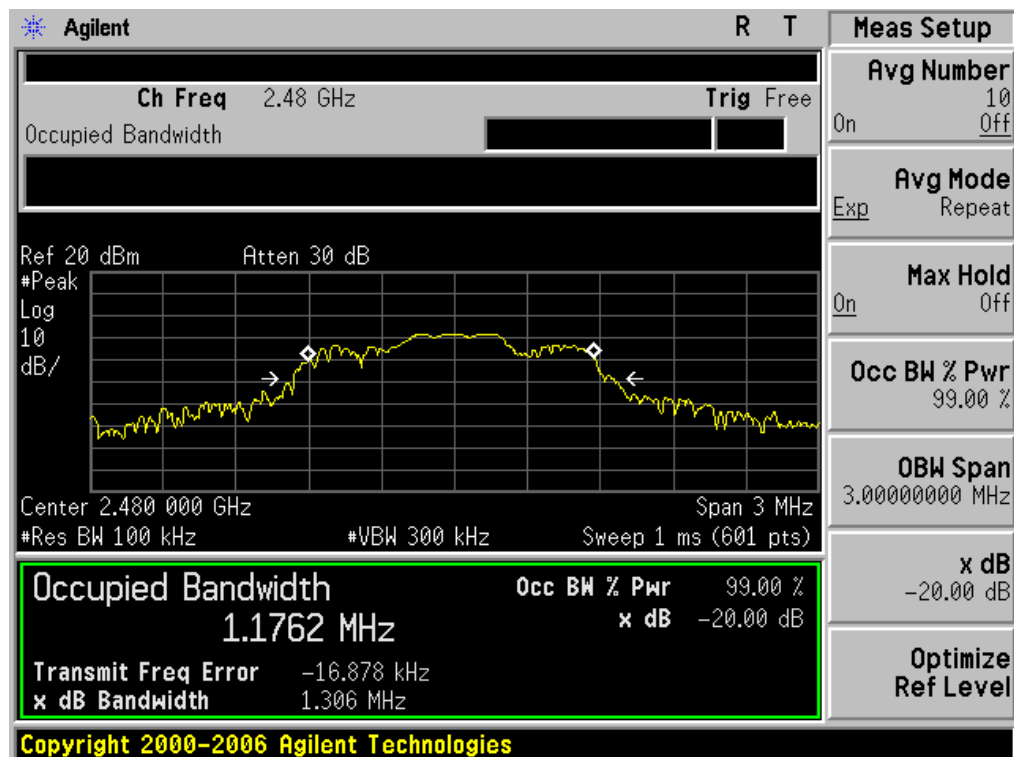 Agilent R T
Ch Freq 2.48 GHz Trig Free
Occupied Bandwidth
Ref 20 dBm Atten 30 dB
#Peak
Log
10
dB/
Center 2.480 000 GHz Span 3 MHz
#Res BW 100 kHz #VBW 300 kHz Sweep 1 ms (601 pts)
Occupied Bandwidth Occ BW % Pwr 99.00 %
1.1762 MHz x dB -20.00 dB
Transmit Freq Error -16.878 kHz
x dB Bandwidth 1.306 MHz
Copyright 2000-2006 Agilent Technologies
Meas Setup
Avg Number
10
On Off
Avg Mode
Exp Repeat
Max Hold
On Off
Occ BW % Pwr
99.00 %
OBW Span
3.00000000 MHz
x dB
-20.00 dB
Optimize
Ref Level